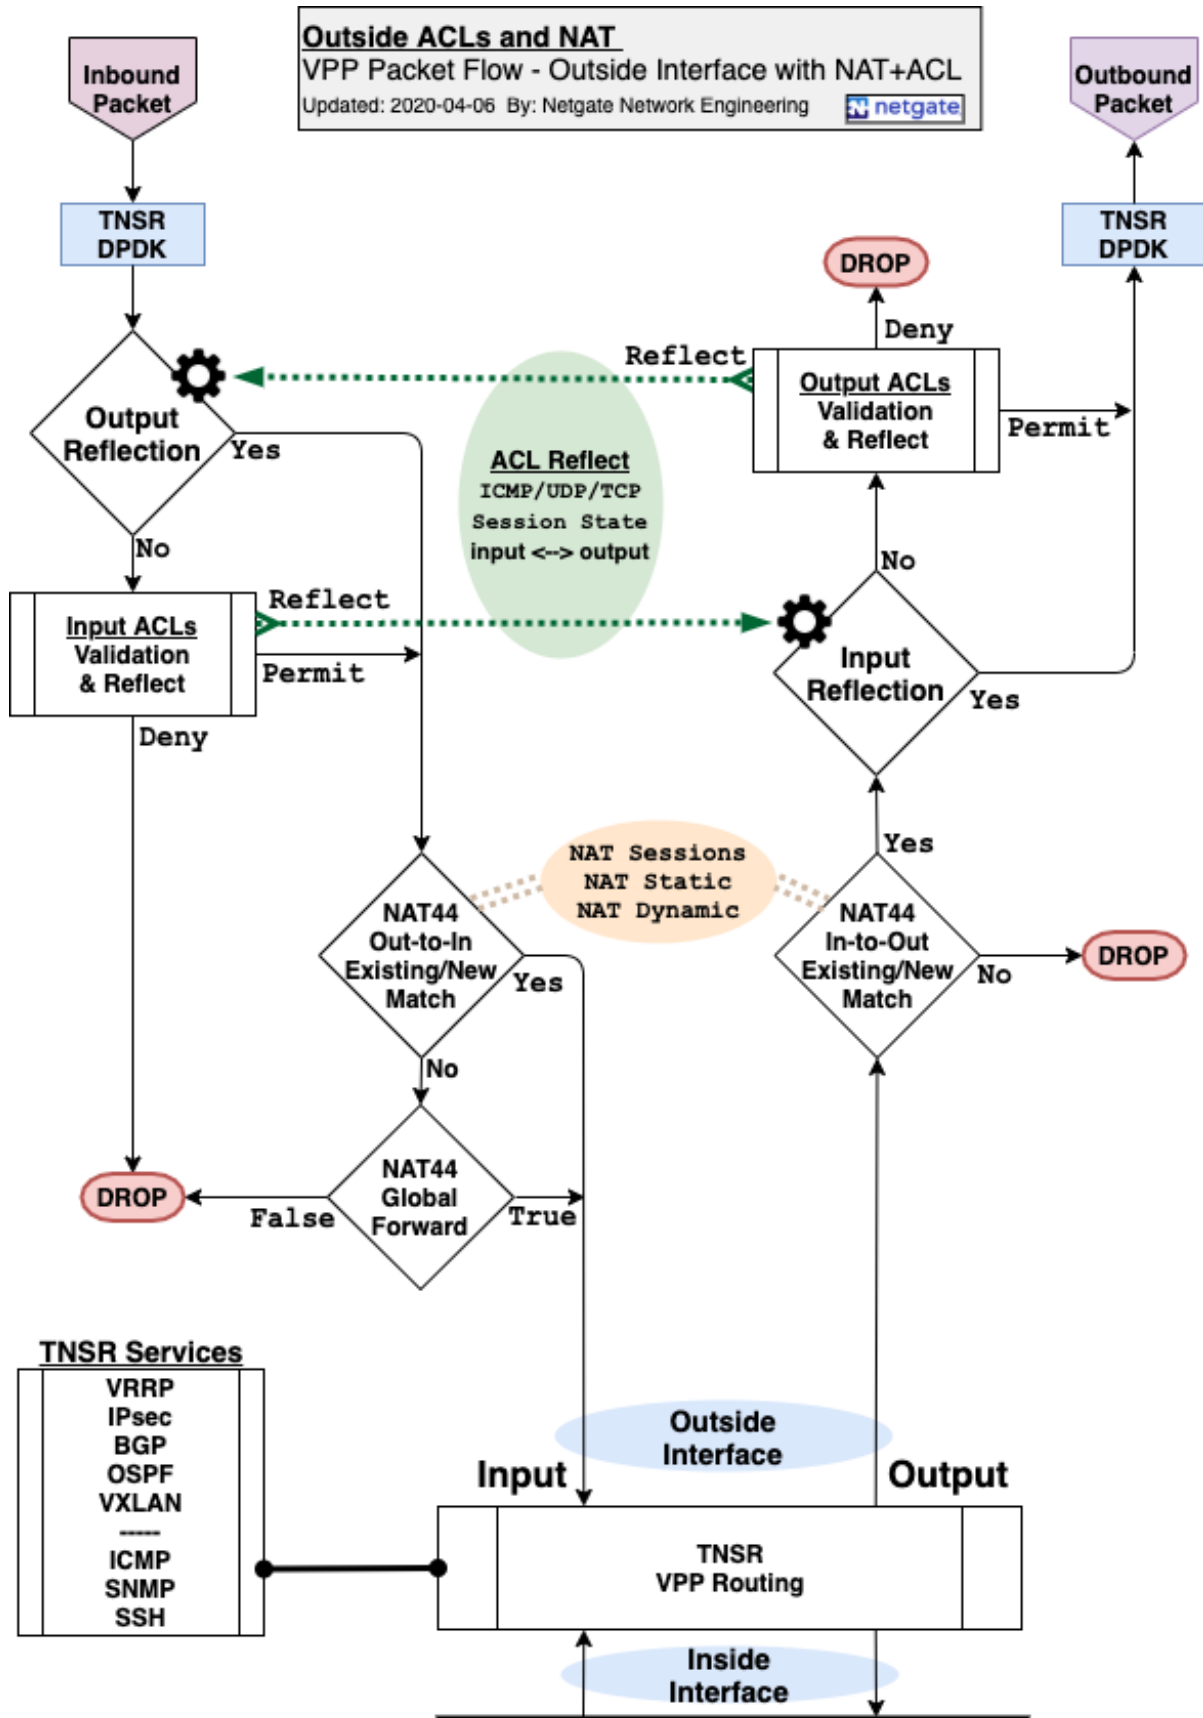 Outside ACLs and NAT
VPP Packet Flow - Outside Interface with NAT+ACL
Updated: 2020-04-06 By: Netgate Network Engineering
netgate
Inbound
Packet
Outbound
Packet
TNSR
DPDK
TNSR
DPDK
DROP
Deny
Reflect
Output ACLs
Validation
& Reflect
Permit
Output
Reflection
Yes
No
ACL Reflect
ICMP/UDP/TCP
Session State
input <--> output
No
Reflect
Input ACLs
Validation
& Reflect
Permit
Deny
Input
Reflection
Yes
Yes
NAT Sessions
NAT Static
NAT Dynamic
NAT44
Out-to-In
Existing/New
Match
Yes
No
NAT44
In-to-Out
Existing/New
Match
No
DROP
NAT44
Global
Forward
False
True
DROP
TNSR Services
VRRP
IPsec
BGP
OSPF
VXLAN
-----
ICMP
SNMP
SSH
Outside
Interface
Input
Output
TNSR
VPP Routing
Inside
Interface